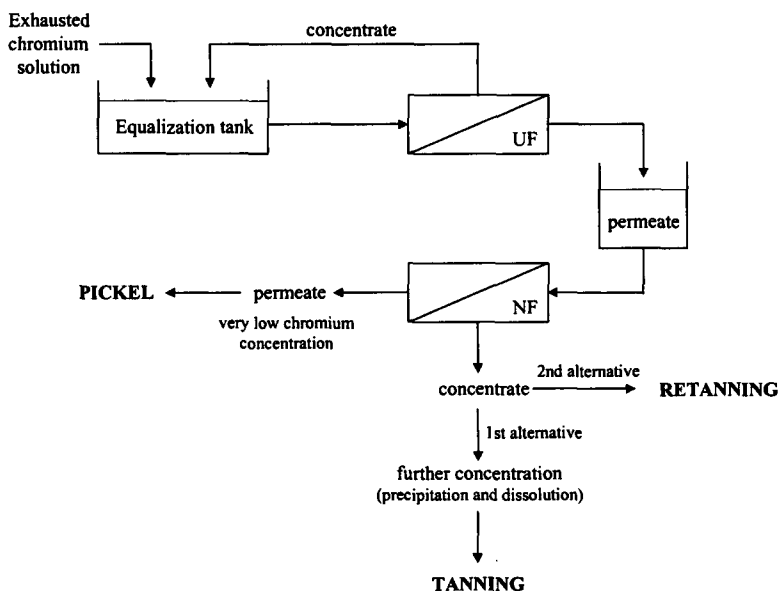 Exhausted
chromium
solution
concentrate
Equalization tank
UF
permeate
PICKEL
permeate
NF
very low chromium
concentration
concentrate
2nd alternative
RETANNING
1st alternative
further concentration
(precipitation and dissolution)
TANNING